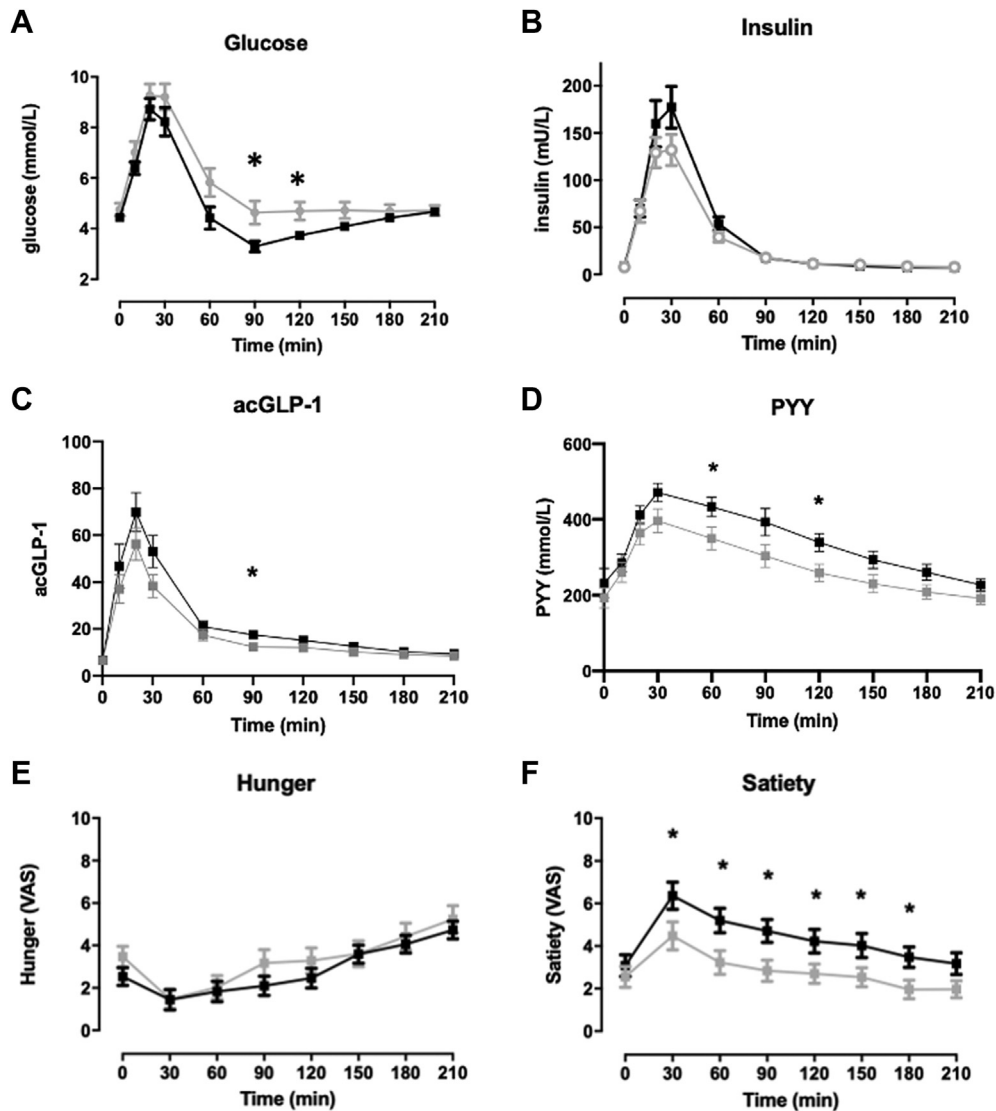 A
Glucose
glucose (mmol/L)
10
8
6
4
2
* *
0 30 60 90 120 150 180 210
Time (min)
B
Insulin
insulin (mU/L)
200
150
100
50
0
0 30 60 90 120 150 180 210
Time (min)
C
acGLP-1
acGLP-1
100
80
60
40
20
0
*
0 30 60 90 120 150 180 210
Time (min)
D
PYY
PYY (mmol/L)
600
400
200
0
* *
0 30 60 90 120 150 180 210
Time (min)
E
Hunger
Hunger (VAS)
10
8
6
4
2
0
0 30 60 90 120 150 180 210
Time (min)
F
Satiety
Satiety (VAS)
10
8
6
4
2
0
* * * * * *
0 30 60 90 120 150 180 210
Time (min)